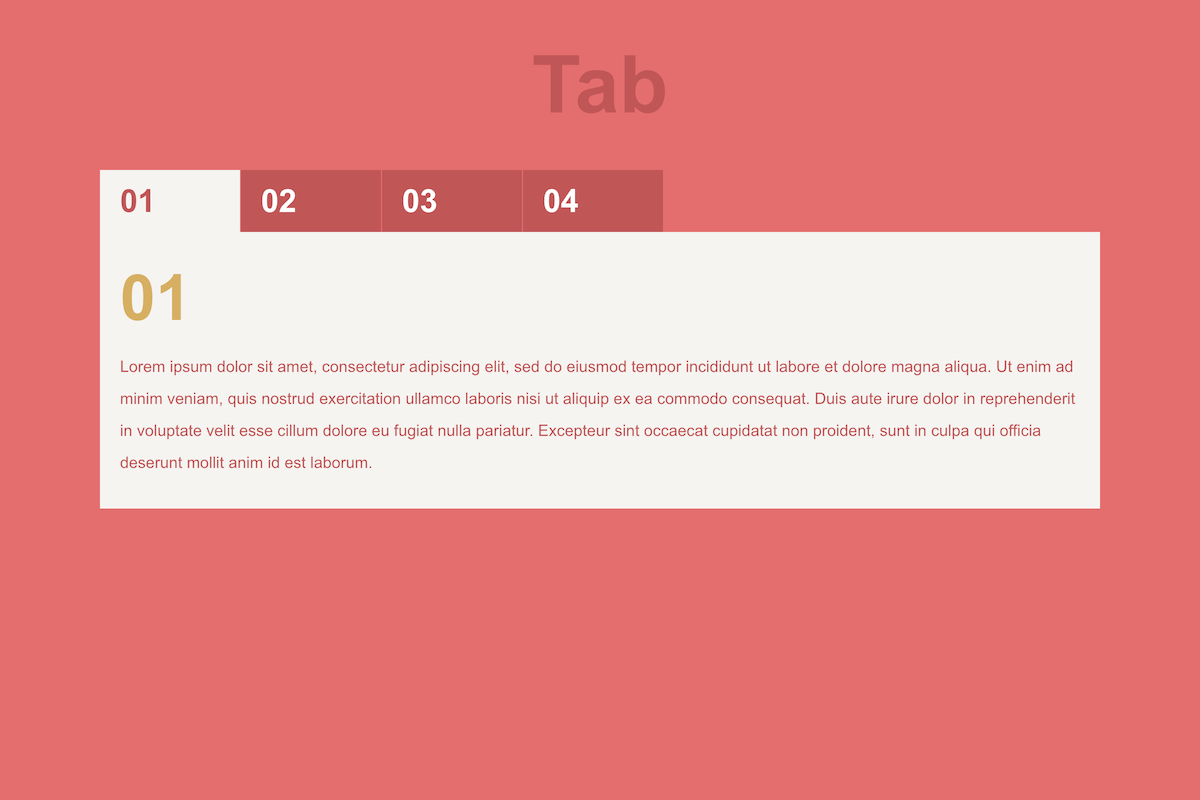 Tab
01 02 03 04
01
Lorem ipsum dolor sit amet, consectetur adipiscing elit, sed do eiusmod tempor incididunt ut labore et dolore magna aliqua. Ut enim ad
minim veniam, quis nostrud exercitation ullamco laboris nisi ut aliquip ex ea commodo consequat. Duis aute irure dolor in reprehenderit
in voluptate velit esse cillum dolore eu fugiat nulla pariatur. Excepteur sint occaecat cupidatat non proident, sunt in culpa qui officia
deserunt mollit anim id est laborum.